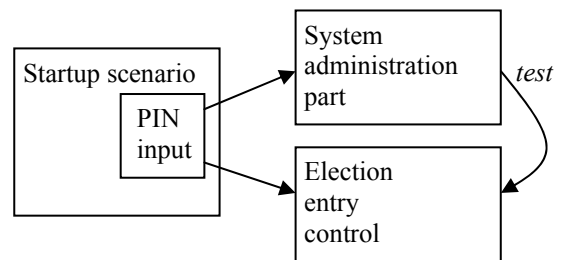 Startup scenario
PIN
input
System
administration
part
test
Election
entry
control